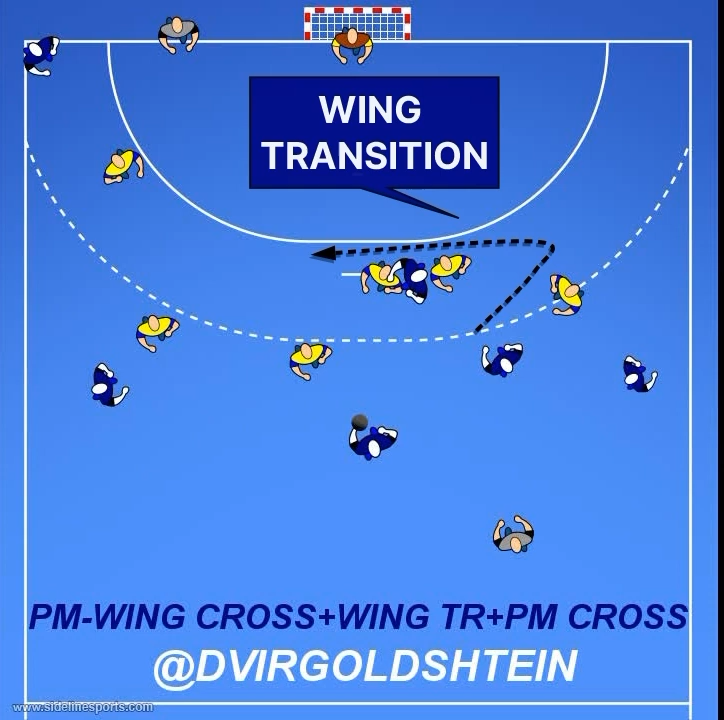 WING
TRANSITION
PM-WING CROSS+WING TR+PM CROSS
@DVIRGOLDSHTEIN
www.sidelinesports.com